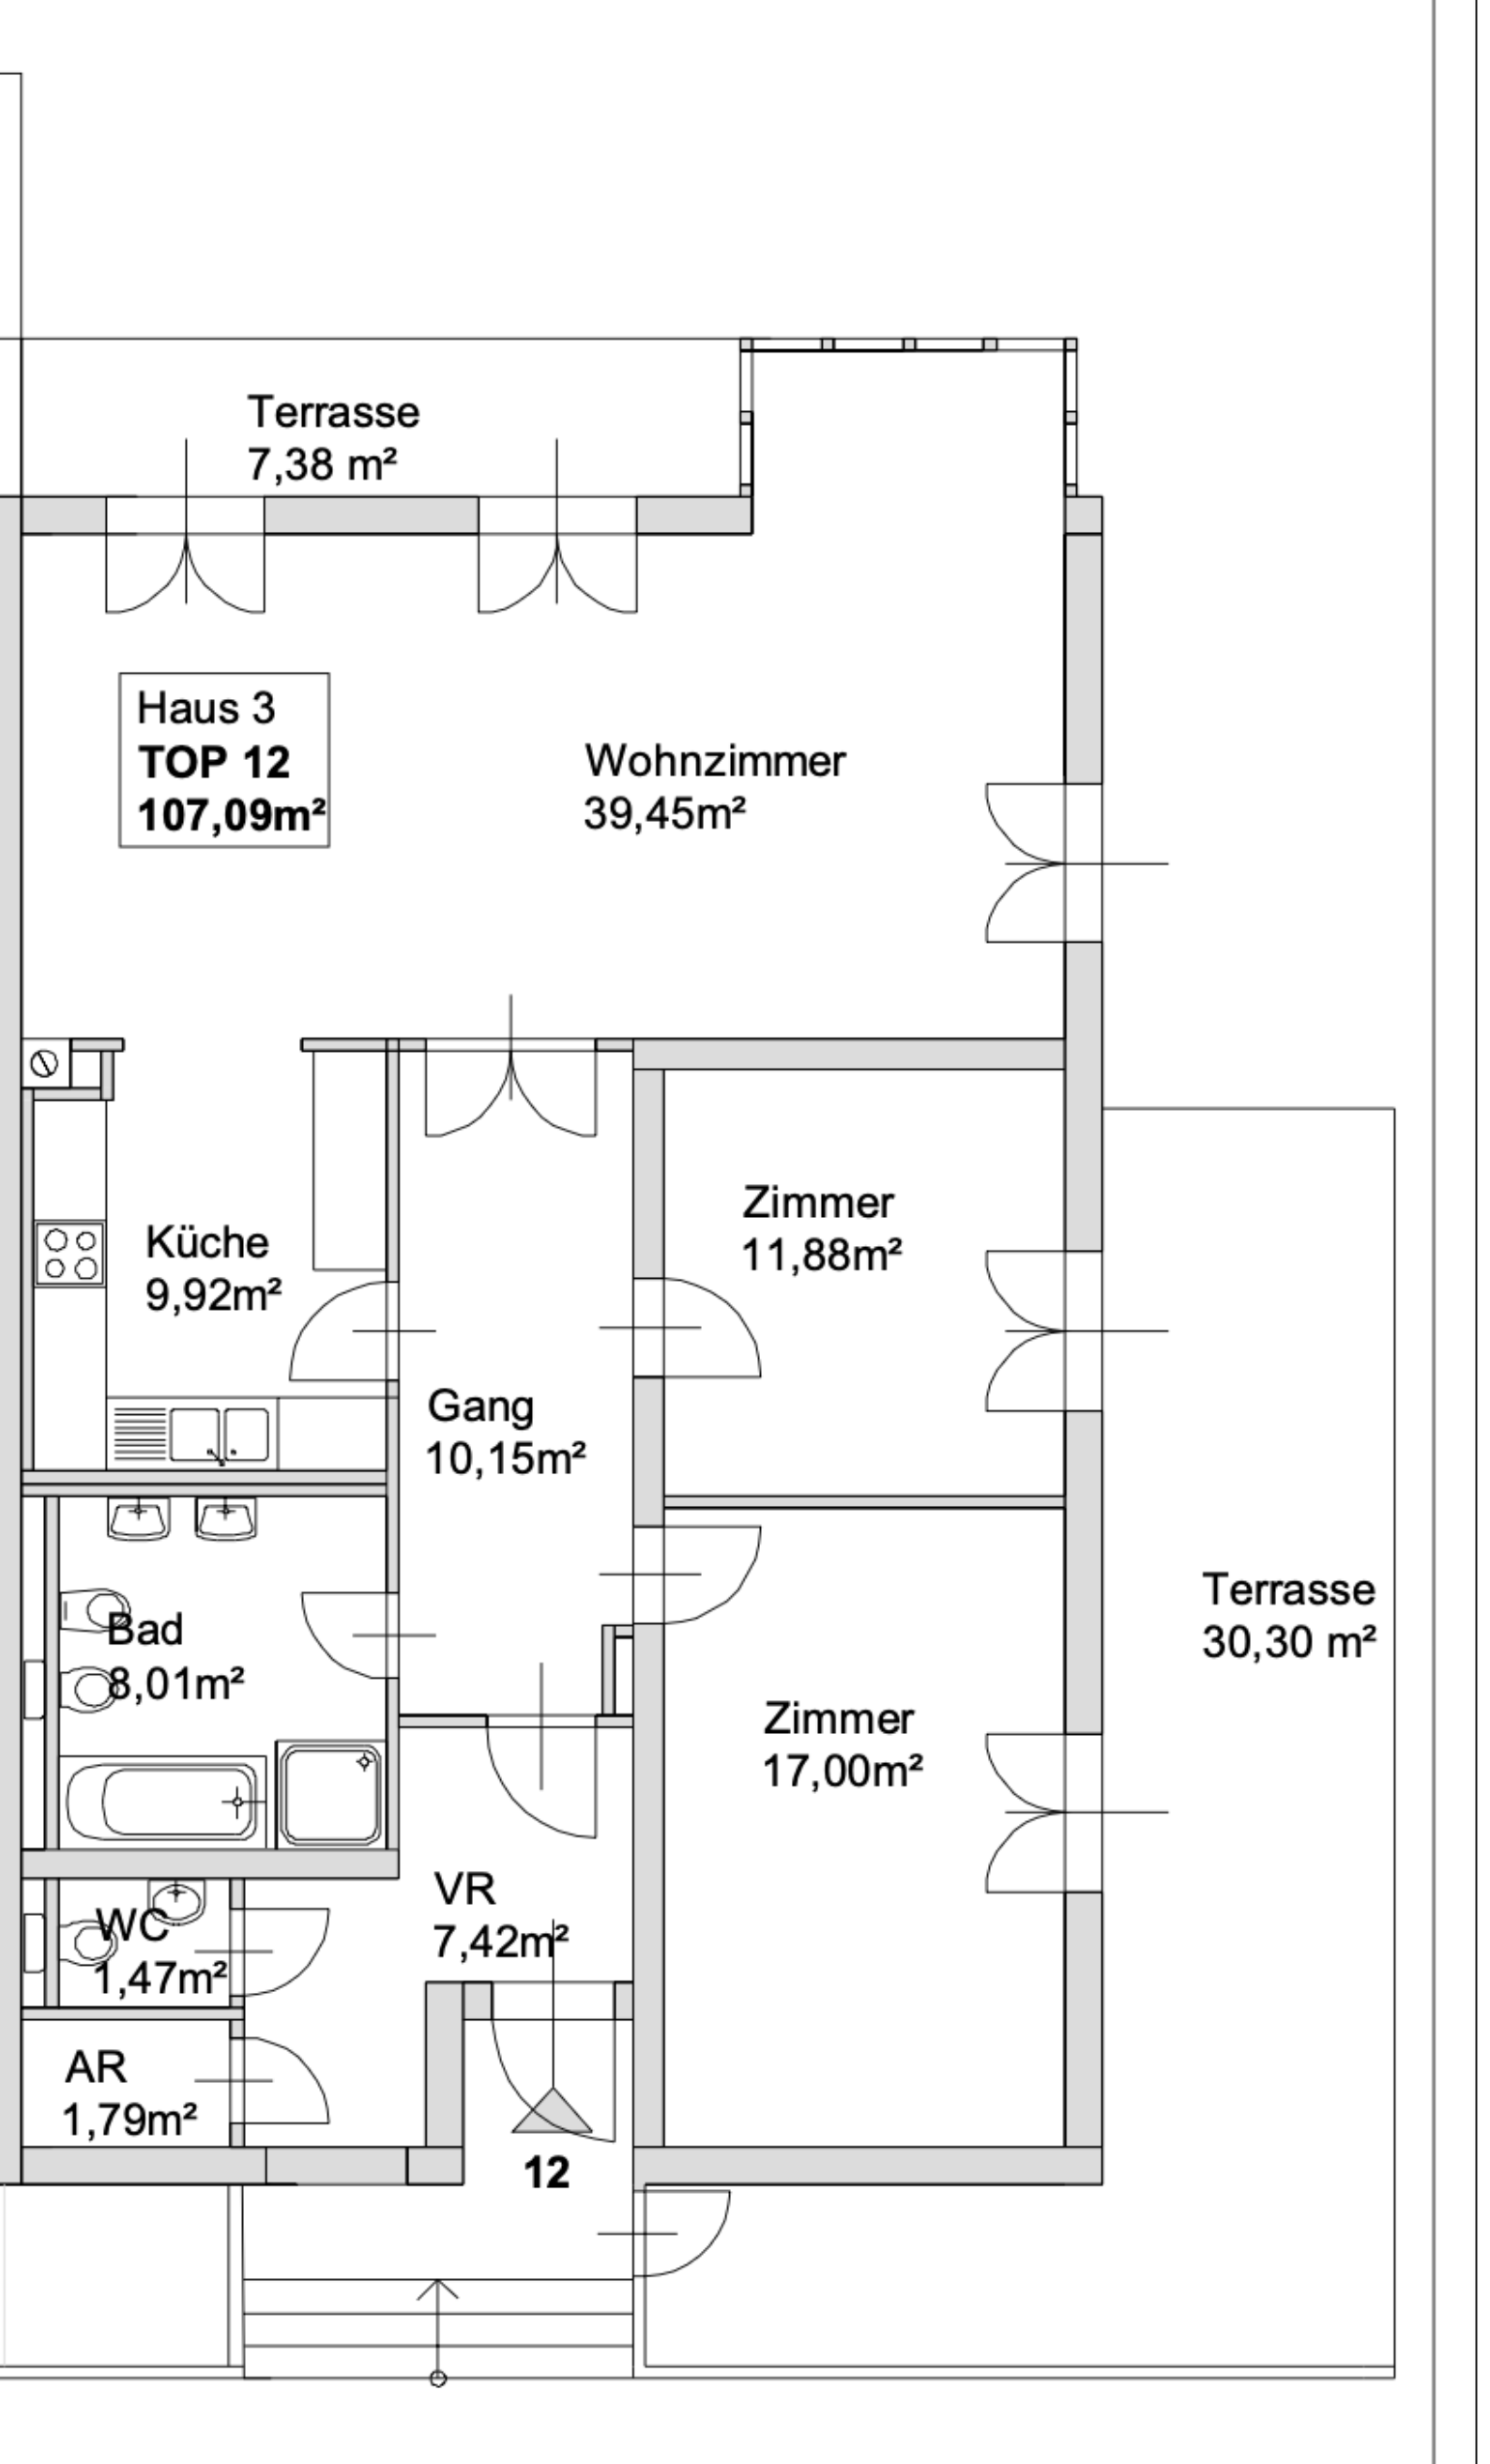 Terrasse
7,38 m²
Haus 3
TOP 12
107,09m²
Wohnzimmer
39,45m²
Zimmer
11,88m²
Küche
9,92m²
Gang
10,15m²
Terrasse
30,30 m²
Bad
8,01m²
Zimmer
17,00m²
VR
7,42m²
WC
1,47m²
AR
1,79m²
12